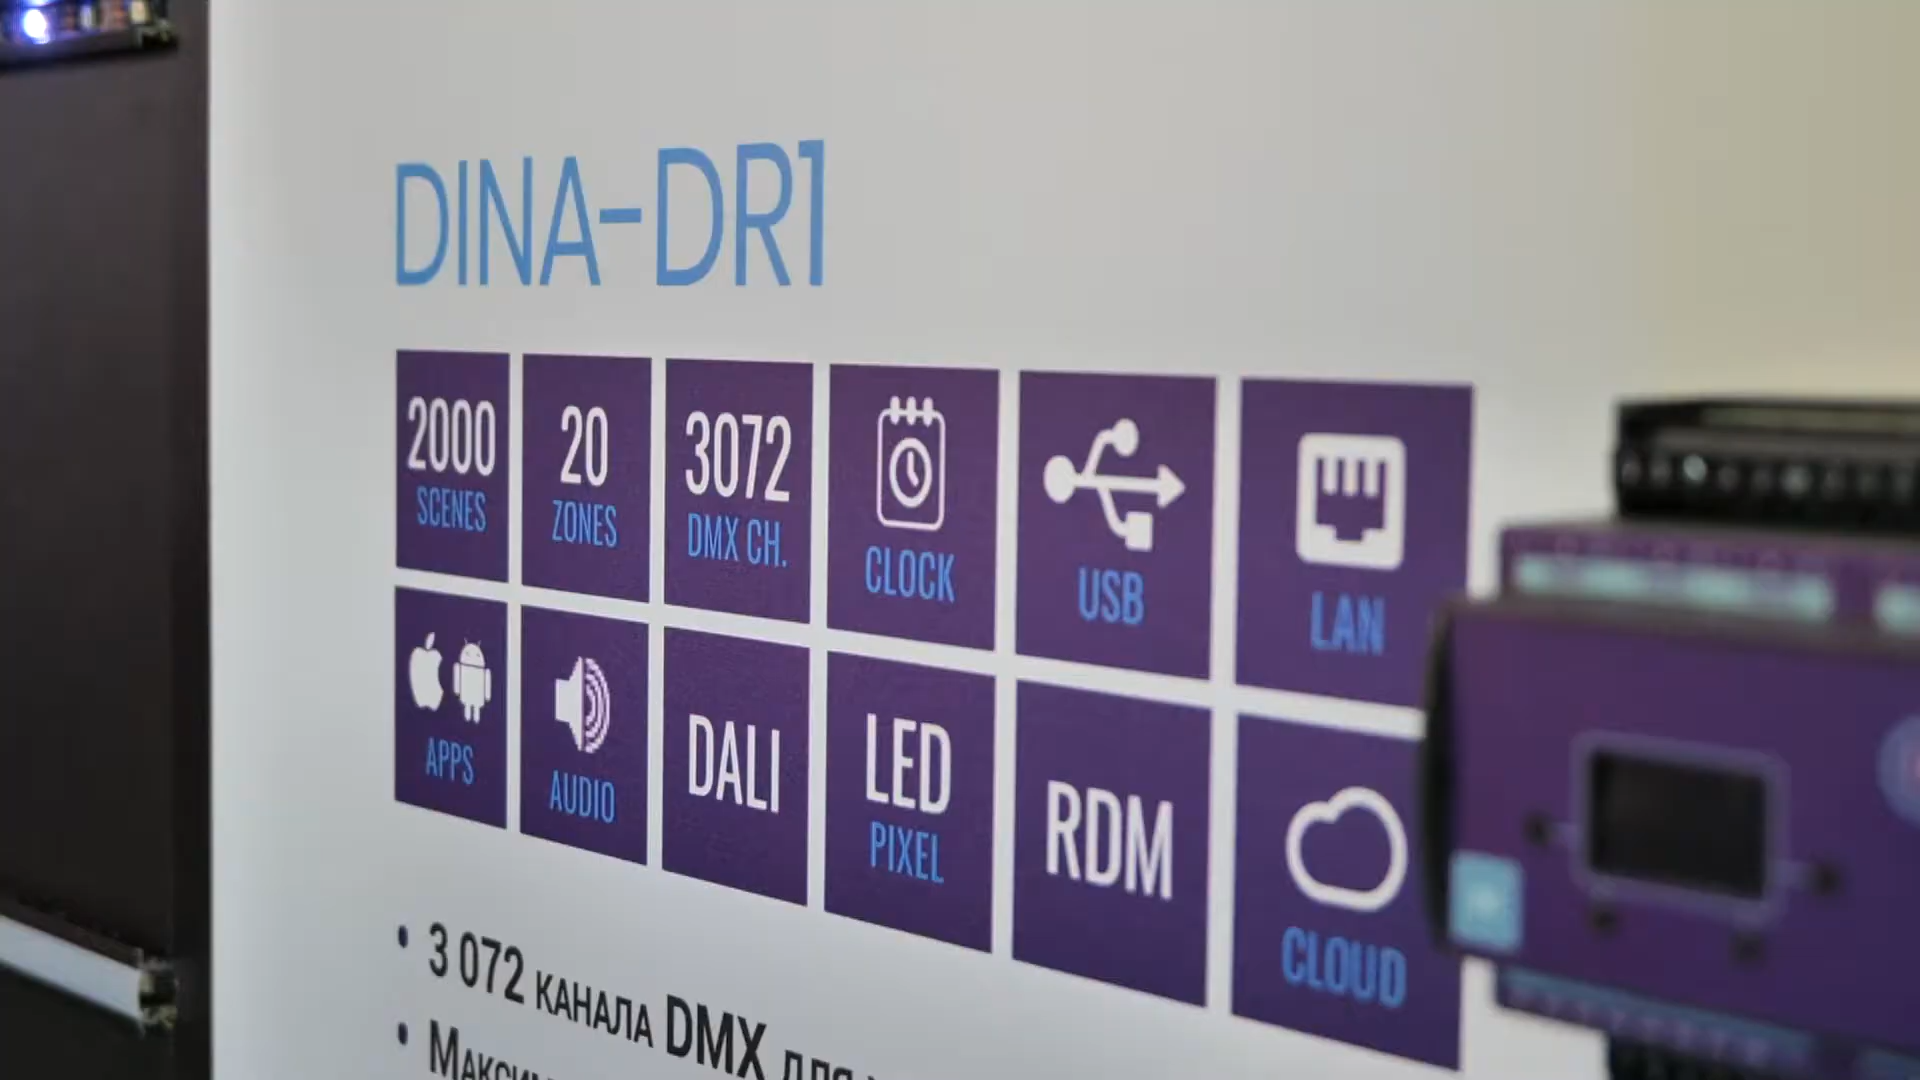 DINA-DR1
2000 20 3072
SCENES ZONES DMX CH. CLOCK USB LAN
APPS AUDIO DALI LED PIXEL RDM CLOUD
• 3 072 КАНАЛА DMX ДЛЯ
•